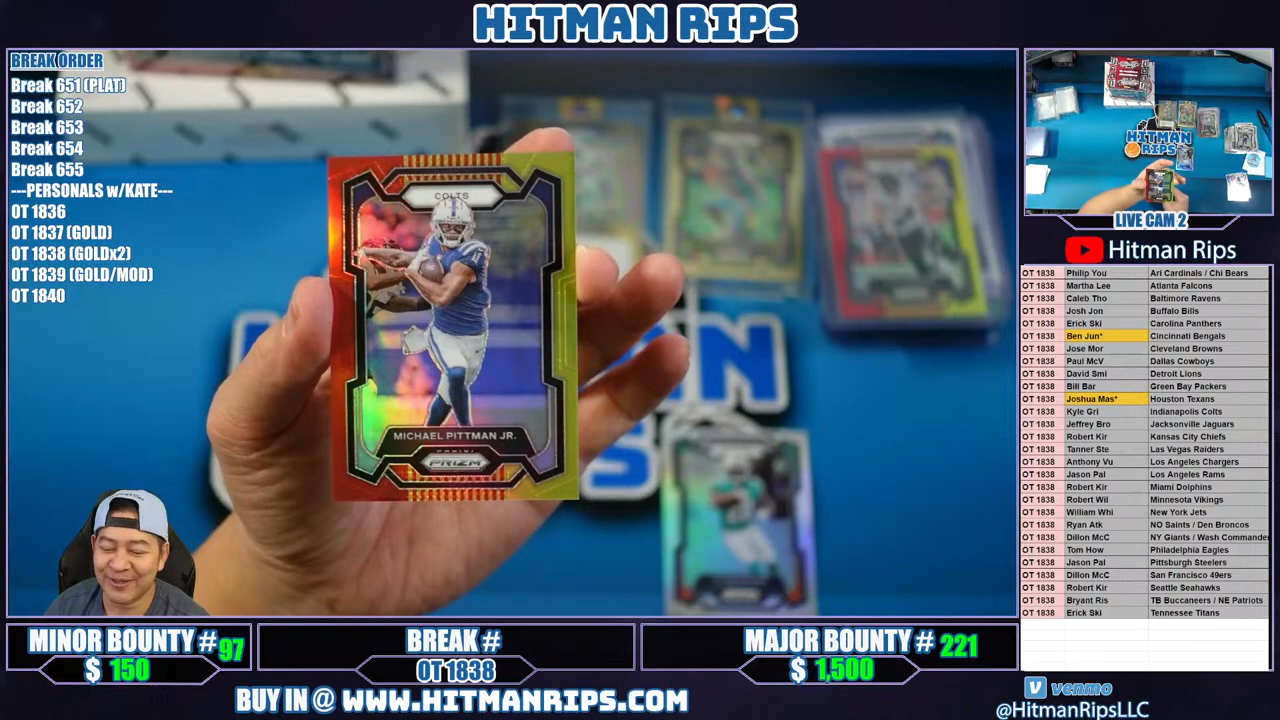 HITMAN RIPS
BREAK ORDER
Break 651 (PLAT)
Break 652
Break 653
Break 654
Break 655
---PERSONALS w/KATE---
OT 1836
OT 1837 (GOLD)
OT 1838 (GOLDx2)
OT 1839 (GOLD/MOD)
OT 1840
COLTS
MICHAEL PITTMAN JR.
PRIZM
HITMAN
RIPS
LIVE CAM 2
Hitman Rips
OT 1838 Philip You Ari Cardinals / Chi Bears
OT 1838 Martha Lee Atlanta Falcons
OT 1838 Caleb Tho Baltimore Ravens
OT 1838 Josh Jon Buffalo Bills
OT 1838 Erick Ski Carolina Panthers
OT 1838 Ben Jun* Cincinnati Bengals
OT 1838 Jose Mor Cleveland Browns
OT 1838 Paul McV Dallas Cowboys
OT 1838 David Smi Detroit Lions
OT 1838 Bill Bar Green Bay Packers
OT 1838 Joshua Mas* Houston Texans
OT 1838 Kyle Gri Indianapolis Colts
OT 1838 Jeffrey Bro Jacksonville Jaguars
OT 1838 Robert Kir Kansas City Chiefs
OT 1838 Tanner Ste Las Vegas Raiders
OT 1838 Anthony Vu Los Angeles Chargers
OT 1838 Jason Pal Los Angeles Rams
OT 1838 Robert Kir Miami Dolphins
OT 1838 Robert Wil Minnesota Vikings
OT 1838 William Whi New York Jets
OT 1838 Ryan Atk NO Saints / Den Broncos
OT 1838 Dillon McC NY Giants / Wash Commander
OT 1838 Tom How Philadelphia Eagles
OT 1838 Jason Pal Pittsburgh Steelers
OT 1838 Dillon McC San Francisco 49ers
OT 1838 Robert Kir Seattle Seahawks
OT 1838 Bryant Ris TB Buccaneers / NE Patriots
OT 1838 Erick Ski Tennessee Titans
MINOR BOUNTY # 97
$ 150
BREAK #
OT 1838
MAJOR BOUNTY # 221
$ 1,500
BUY IN @ WWW.HITMANRIPS.COM
venmo
@HitmanRipsLLC